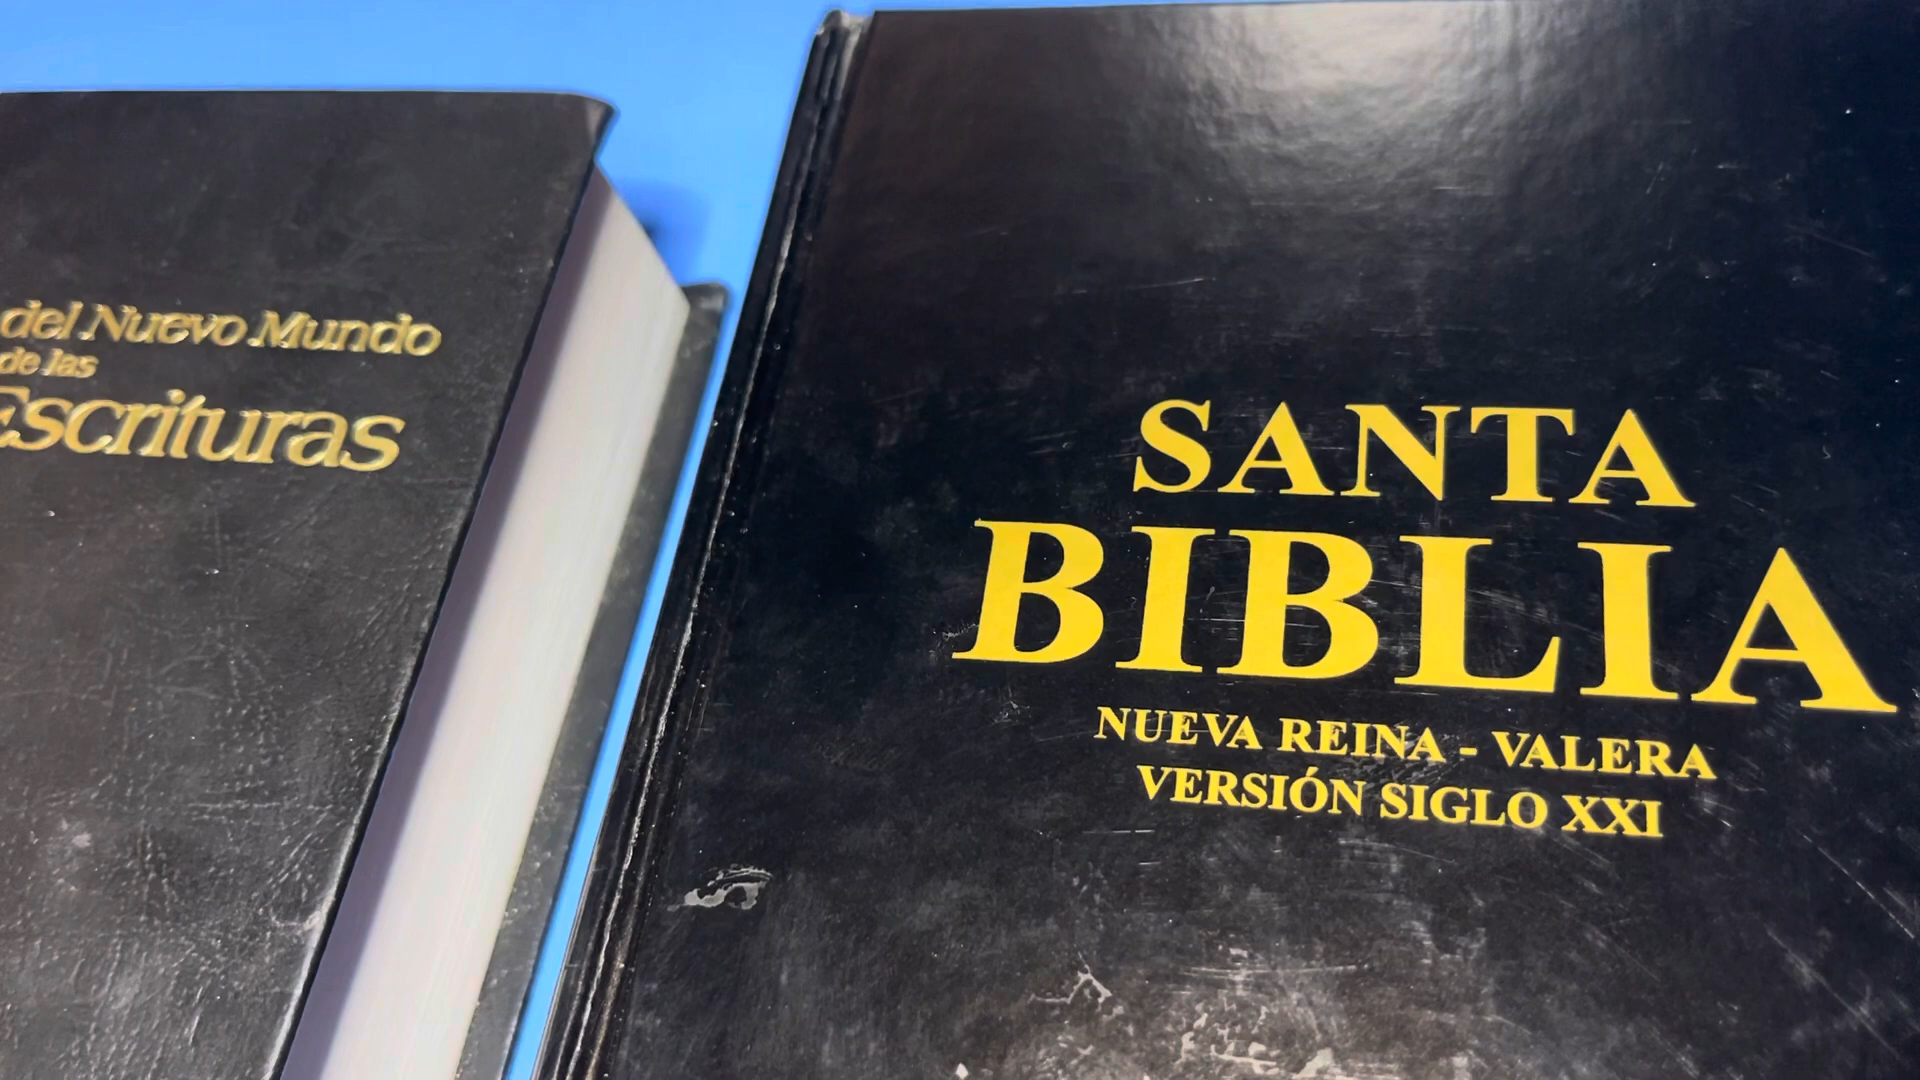 del Nuevo Mundo
de las
Escrituras
SANTA
BIBLIA
NUEVA REINA - VALERA
VERSIÓN SIGLO XXI